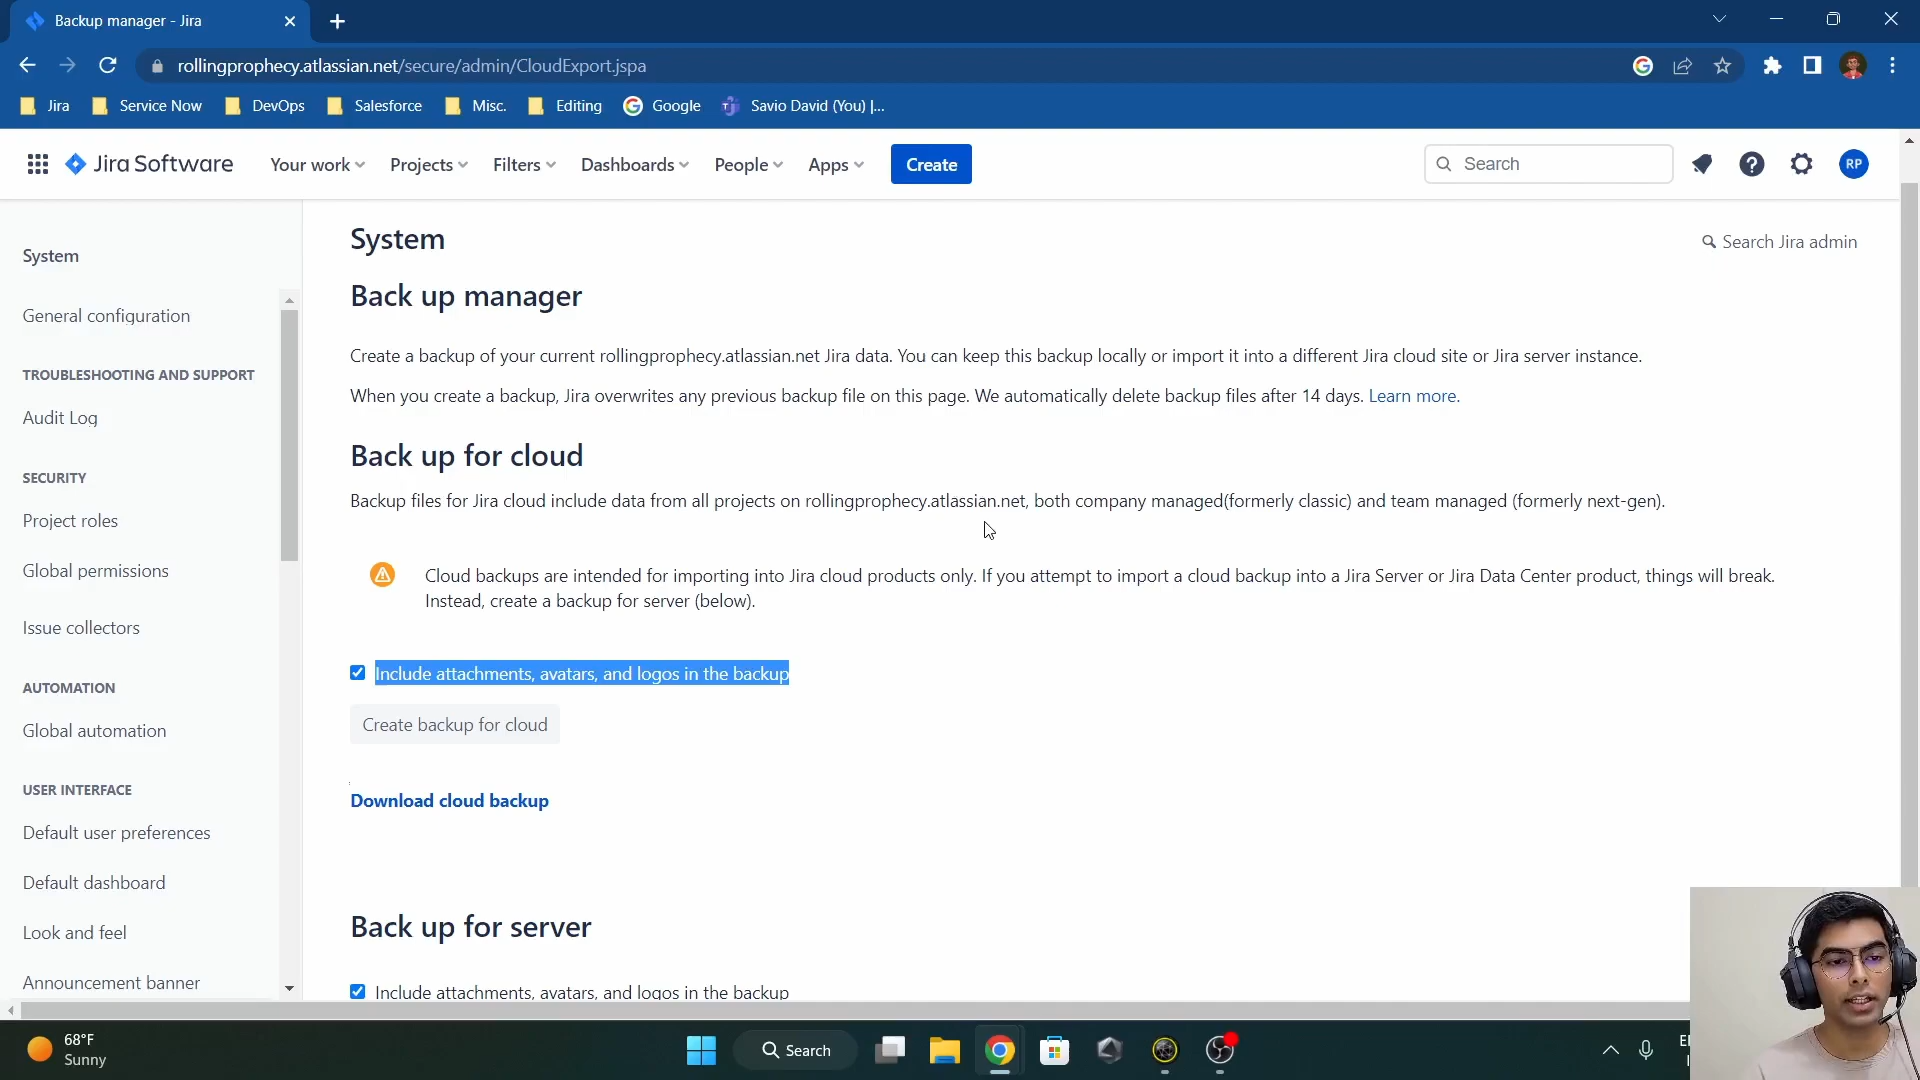 Backup manager - Jira
rollingprophecy.atlassian.net/secure/admin/CloudExport.jspa
Jira Service Now DevOps Salesforce Misc. Editing Google Savio David (You) |...
Jira Software Your work Projects Filters Dashboards People Apps Create Search RP
System
General configuration
TROUBLESHOOTING AND SUPPORT
Audit Log
SECURITY
Project roles
Global permissions
Issue collectors
AUTOMATION
Global automation
USER INTERFACE
Default user preferences
Default dashboard
Look and feel
Announcement banner
System
Search Jira admin
Back up manager
Create a backup of your current rollingprophecy.atlassian.net Jira data. You can keep this backup locally or import it into a different Jira cloud site or Jira server instance.
When you create a backup, Jira overwrites any previous backup file on this page. We automatically delete backup files after 14 days. Learn more.
Back up for cloud
Backup files for Jira cloud include data from all projects on rollingprophecy.atlassian.net, both company managed(formerly classic) and team managed (formerly next-gen).
Cloud backups are intended for importing into Jira cloud products only. If you attempt to import a cloud backup into a Jira Server or Jira Data Center product, things will break.
Instead, create a backup for server (below).
Include attachments, avatars, and logos in the backup
Create backup for cloud
Download cloud backup
Back up for server
Include attachments, avatars, and logos in the backup
68°F
Sunny
Search